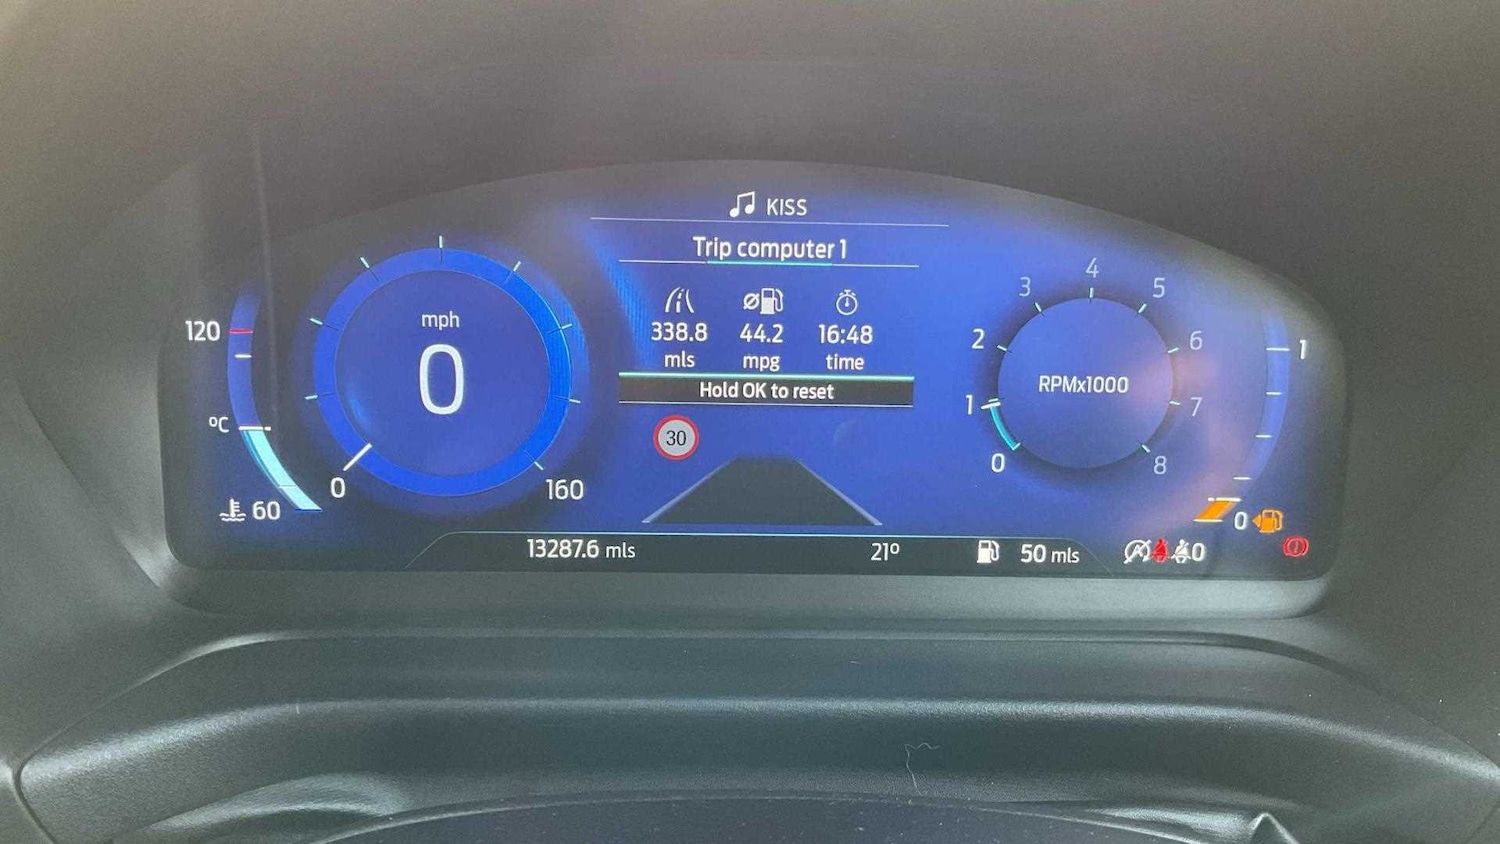 KISS
Trip computer 1
338.8 44.2 16:48
mls mpg time
Hold OK to reset
30
120
ºC
60
mph
0
0
160
RPMx1000
0
1
2
3
4
5
6
7
8
1
0
13287.6 mls
21º
50 mls
0